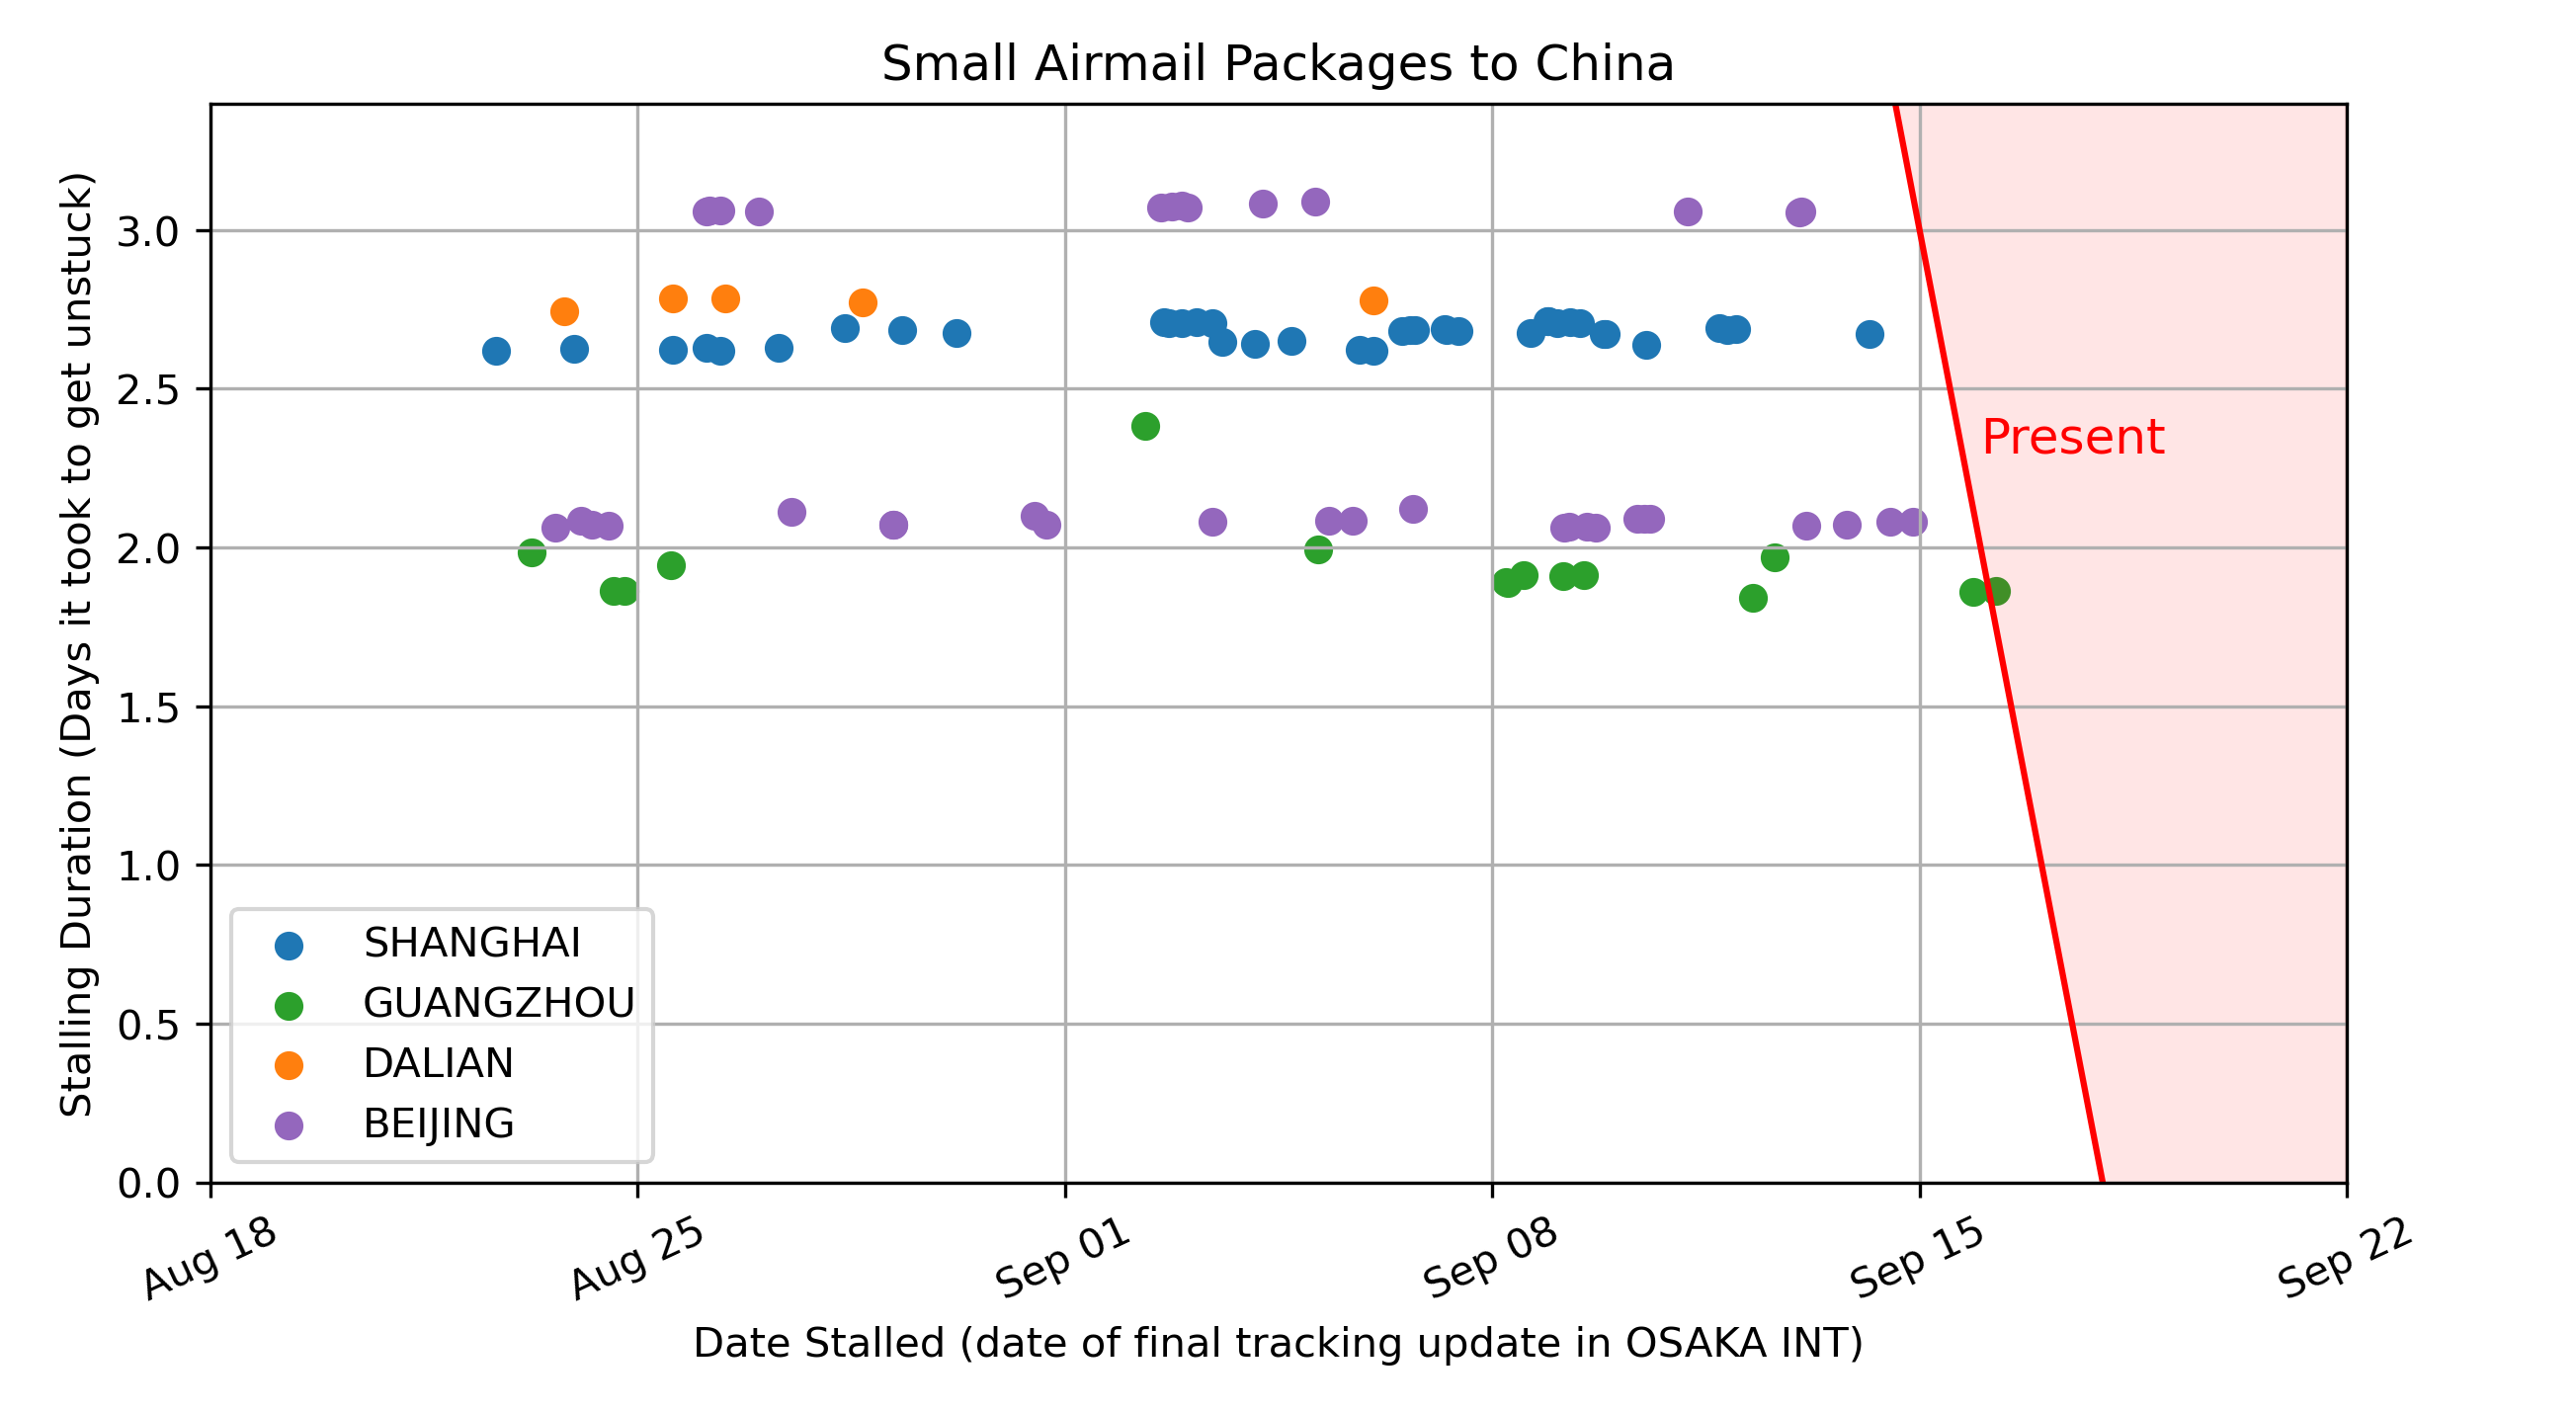 Small Airmail Packages to China
Stalling Duration (Days it took to get unstuck)
3.0
2.5
2.0
1.5
1.0
0.5
0.0
Present
SHANGHAI
GUANGZHOU
DALIAN
BEIJING
Aug 18
Aug 25
Sep 01
Sep 08
Sep 15
Sep 22
Date Stalled (date of final tracking update in OSAKA INT)